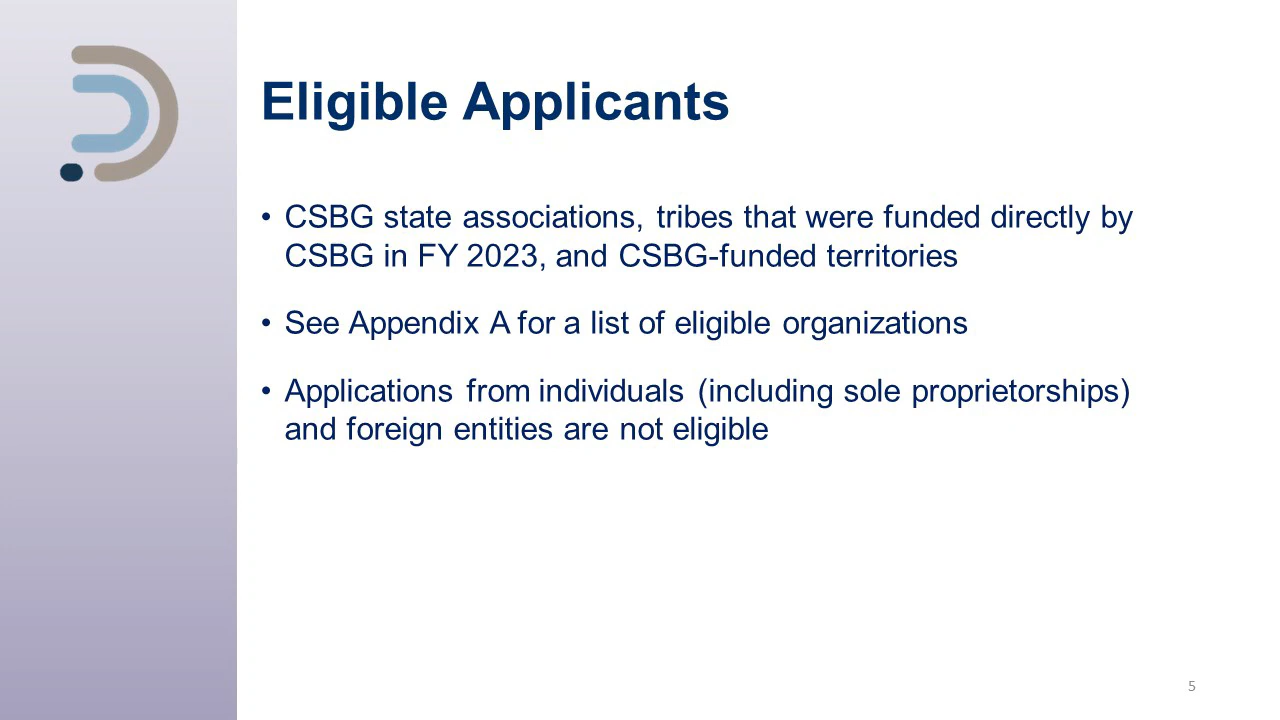 Eligible Applicants
• CSBG state associations, tribes that were funded directly by
CSBG in FY 2023, and CSBG-funded territories
• See Appendix A for a list of eligible organizations
• Applications from individuals (including sole proprietorships)
and foreign entities are not eligible
5